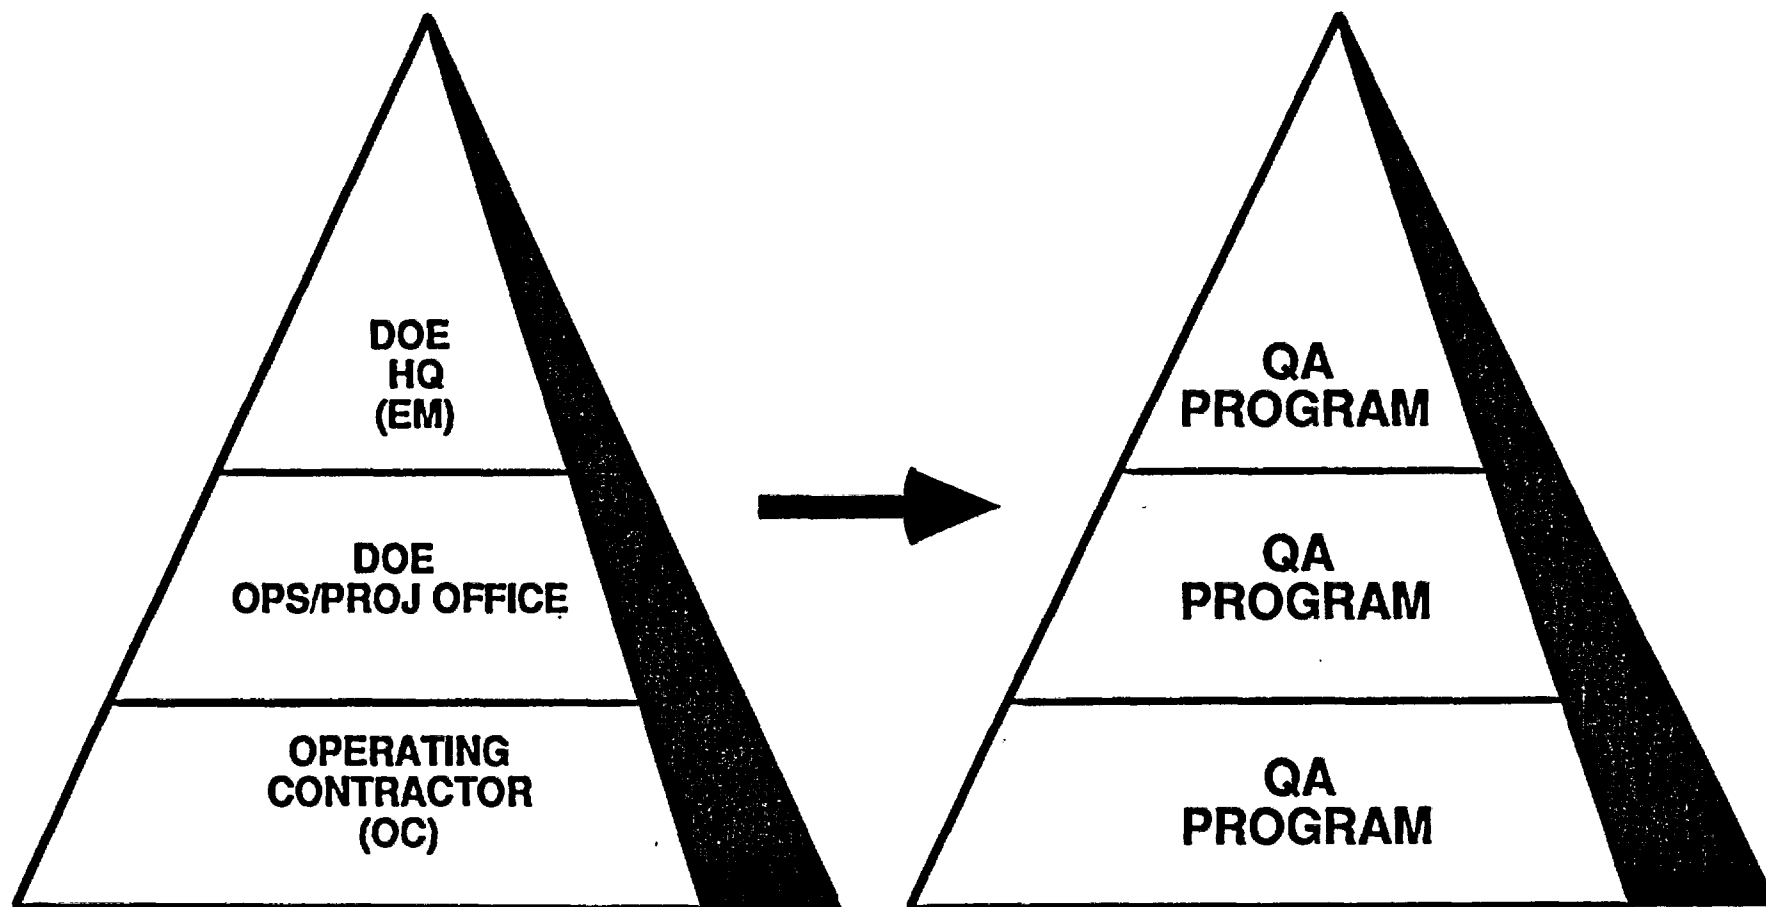 DOE
HQ
(EM)
DOE
OPS/PROJ OFFICE
OPERATING
CONTRACTOR
(OC)
QA
PROGRAM
QA
PROGRAM
QA
PROGRAM